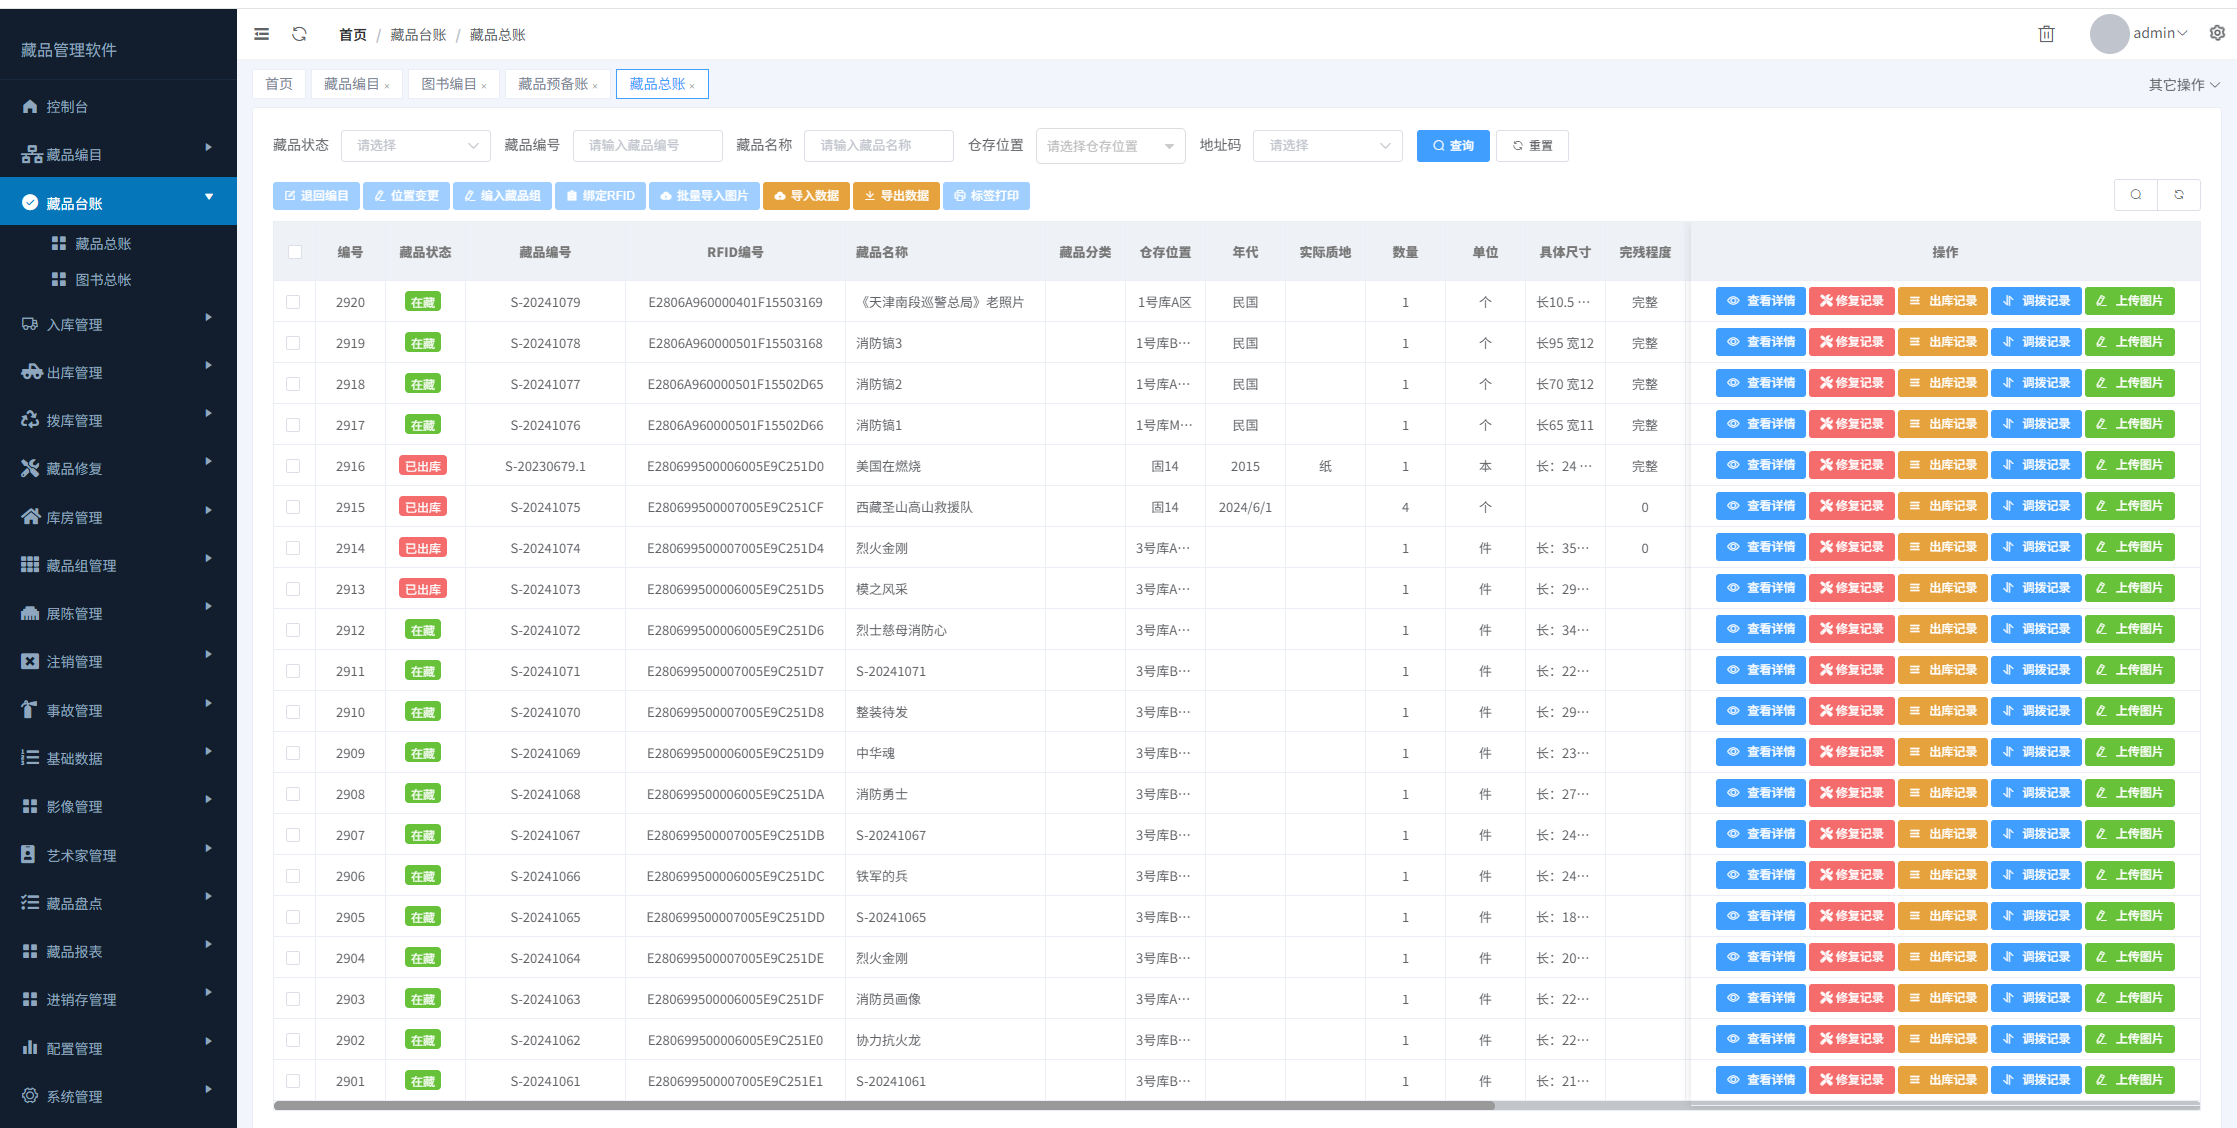 藏品管理软件
控制台
藏品编目
藏品台账
藏品总账
图书总帐
入库管理
出库管理
拨库管理
藏品修复
库房管理
藏品组管理
展陈管理
注销管理
事故管理
基础数据
影像管理
艺术家管理
藏品盘点
藏品报表
进销存管理
配置管理
系统管理
首页 / 藏品台账 / 藏品总账
admin
首页 藏品编目 × 图书编目 × 藏品预备账 × 藏品总账 ×
其它操作
藏品状态 请选择 藏品编号 请输入藏品编号 藏品名称 请输入藏品名称 仓存位置 请选择仓存位置 地址码 请选择 查询 重置
退回编目 位置变更 编入藏品组 绑定RFID 批量导入图片 导入数据 导出数据 标签打印
编号 藏品状态 藏品编号 RFID编号 藏品名称 藏品分类 仓存位置 年代 实际质地 数量 单位 具体尺寸 完残程度 操作
2920 在藏 S-20241079 E2806A960000401F15503169 《天津南段巡警总局》老照片 1号库A区 民国 1 个 长10.5 ··· 完整 查看详情 修复记录 出库记录 调拨记录 上传图片
2919 在藏 S-20241078 E2806A960000501F15503168 消防镐3 1号库B··· 民国 1 个 长95 宽12 完整 查看详情 修复记录 出库记录 调拨记录 上传图片
2918 在藏 S-20241077 E2806A960000501F15502D65 消防镐2 1号库A··· 民国 1 个 长70 宽12 完整 查看详情 修复记录 出库记录 调拨记录 上传图片
2917 在藏 S-20241076 E2806A960000501F15502D66 消防镐1 1号库M··· 民国 1 个 长65 宽11 完整 查看详情 修复记录 出库记录 调拨记录 上传图片
2916 已出库 S-20230679.1 E280699500006005E9C251D0 美国在燃烧 固14 2015 纸 1 本 长：24 ··· 完整 查看详情 修复记录 出库记录 调拨记录 上传图片
2915 已出库 S-20241075 E280699500007005E9C251CF 西藏圣山高山救援队 固14 2024/6/1 4 个 0 查看详情 修复记录 出库记录 调拨记录 上传图片
2914 已出库 S-20241074 E280699500007005E9C251D4 烈火金刚 3号库A··· 1 件 长：35··· 0 查看详情 修复记录 出库记录 调拨记录 上传图片
2913 已出库 S-20241073 E280699500006005E9C251D5 模之风采 3号库A··· 1 件 长：29··· 查看详情 修复记录 出库记录 调拨记录 上传图片
2912 在藏 S-20241072 E280699500006005E9C251D6 烈士慈母消防心 3号库A··· 1 件 长：34··· 查看详情 修复记录 出库记录 调拨记录 上传图片
2911 在藏 S-20241071 E280699500006005E9C251D7 S-20241071 3号库B··· 1 件 长：22··· 查看详情 修复记录 出库记录 调拨记录 上传图片
2910 在藏 S-20241070 E280699500007005E9C251D8 整装待发 3号库B··· 1 件 长：29··· 查看详情 修复记录 出库记录 调拨记录 上传图片
2909 在藏 S-20241069 E280699500006005E9C251D9 中华魂 3号库B··· 1 件 长：23··· 查看详情 修复记录 出库记录 调拨记录 上传图片
2908 在藏 S-20241068 E280699500006005E9C251DA 消防勇士 3号库B··· 1 件 长：27··· 查看详情 修复记录 出库记录 调拨记录 上传图片
2907 在藏 S-20241067 E280699500007005E9C251DB S-20241067 3号库B··· 1 件 长：24··· 查看详情 修复记录 出库记录 调拨记录 上传图片
2906 在藏 S-20241066 E280699500006005E9C251DC 铁军的兵 3号库B··· 1 件 长：24··· 查看详情 修复记录 出库记录 调拨记录 上传图片
2905 在藏 S-20241065 E280699500007005E9C251DD S-20241065 3号库B··· 1 件 长：18··· 查看详情 修复记录 出库记录 调拨记录 上传图片
2904 在藏 S-20241064 E280699500007005E9C251DE 烈火金刚 3号库B··· 1 件 长：20··· 查看详情 修复记录 出库记录 调拨记录 上传图片
2903 在藏 S-20241063 E280699500006005E9C251DF 消防员画像 3号库A··· 1 件 长：22··· 查看详情 修复记录 出库记录 调拨记录 上传图片
2902 在藏 S-20241062 E280699500006005E9C251E0 协力抗火龙 3号库B··· 1 件 长：22··· 查看详情 修复记录 出库记录 调拨记录 上传图片
2901 在藏 S-20241061 E280699500007005E9C251E1 S-20241061 3号库B··· 1 件 长：21··· 查看详情 修复记录 出库记录 调拨记录 上传图片